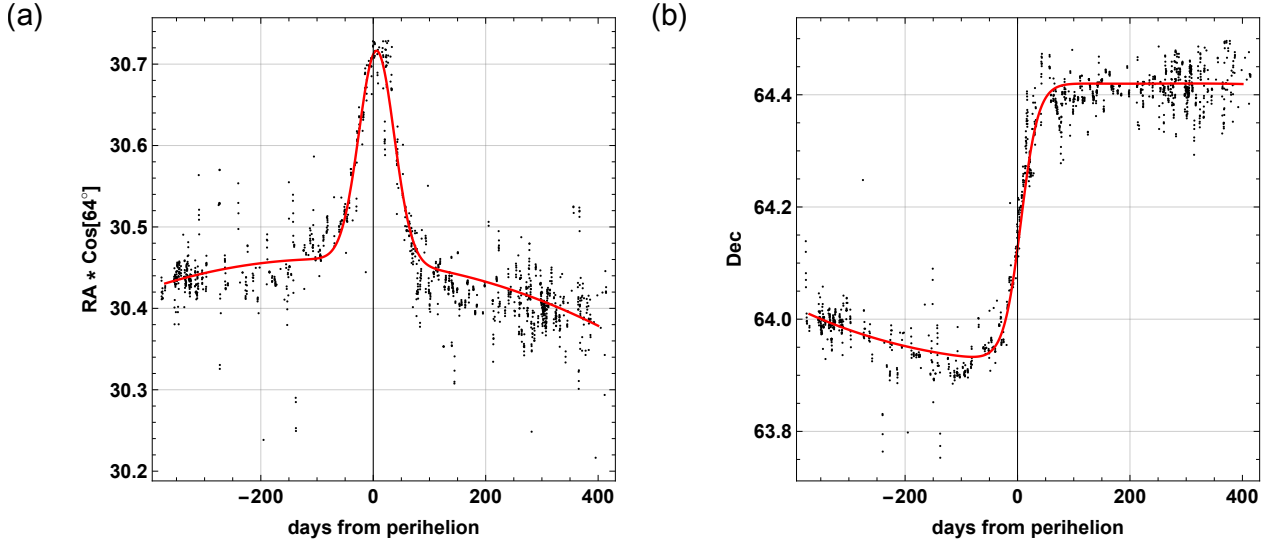 (a)
RA * Cos[64°]
30.7
30.6
30.5
30.4
30.3
30.2
−200 0 200 400
days from perihelion
(b)
Dec
64.4
64.2
64.0
63.8
−200 0 200 400
days from perihelion